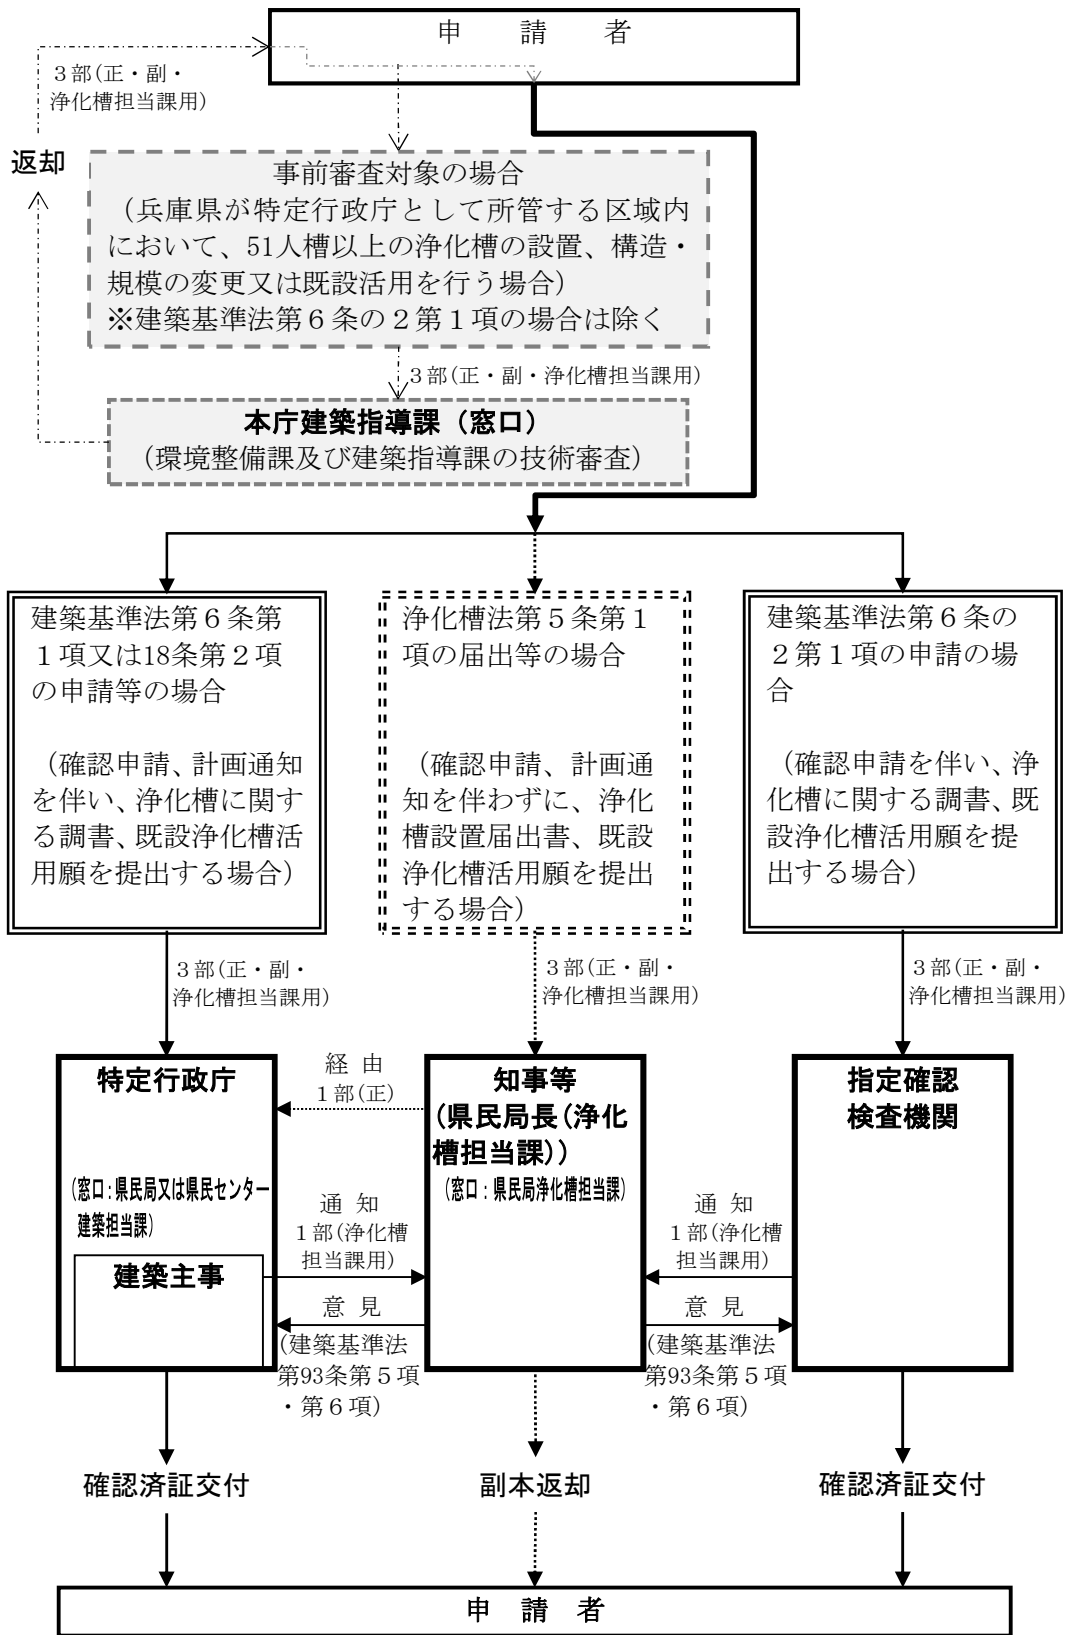 申　請　者
３部(正・副・
浄化槽担当課用)
返却
事前審査対象の場合
（兵庫県が特定行政庁として所管する区域内
において、51人槽以上の浄化槽の設置、構造・
規模の変更又は既設活用を行う場合）
※建築基準法第６条の２第１項の場合は除く
３部(正・副・浄化槽担当課用)
本庁建築指導課（窓口）
（環境整備課及び建築指導課の技術審査）
建築基準法第６条第
１項又は18条第２項
の申請等の場合
（確認申請、計画通知
を伴い、浄化槽に関す
る調書、既設浄化槽活
用願を提出する場合）
浄化槽法第５条第１
項の届出等の場合
（確認申請、計画通
知を伴わずに、浄化
槽設置届出書、既設
浄化槽活用願を提出
する場合）
建築基準法第６条の
２第１項の申請の場
合
（確認申請を伴い、浄
化槽に関する調書、既
設浄化槽活用願を提
出する場合）
３部(正・副・
浄化槽担当課用)
３部(正・副・
浄化槽担当課用)
３部(正・副・
浄化槽担当課用)
特定行政庁
(窓口：県民局又は県民センター
建築担当課)
建築主事
経　由
１部(正)
通　知
１部(浄化槽
担当課用)
意　見
(建築基準法
第93条第５項
・第６項)
知事等
(県民局長(浄化
槽担当課))
(窓口：県民局浄化槽担当課)
通　知
１部(浄化槽
担当課用)
意　見
(建築基準法
第93条第５項
・第６項)
指定確認
検査機関
確認済証交付
副本返却
確認済証交付
申　請　者